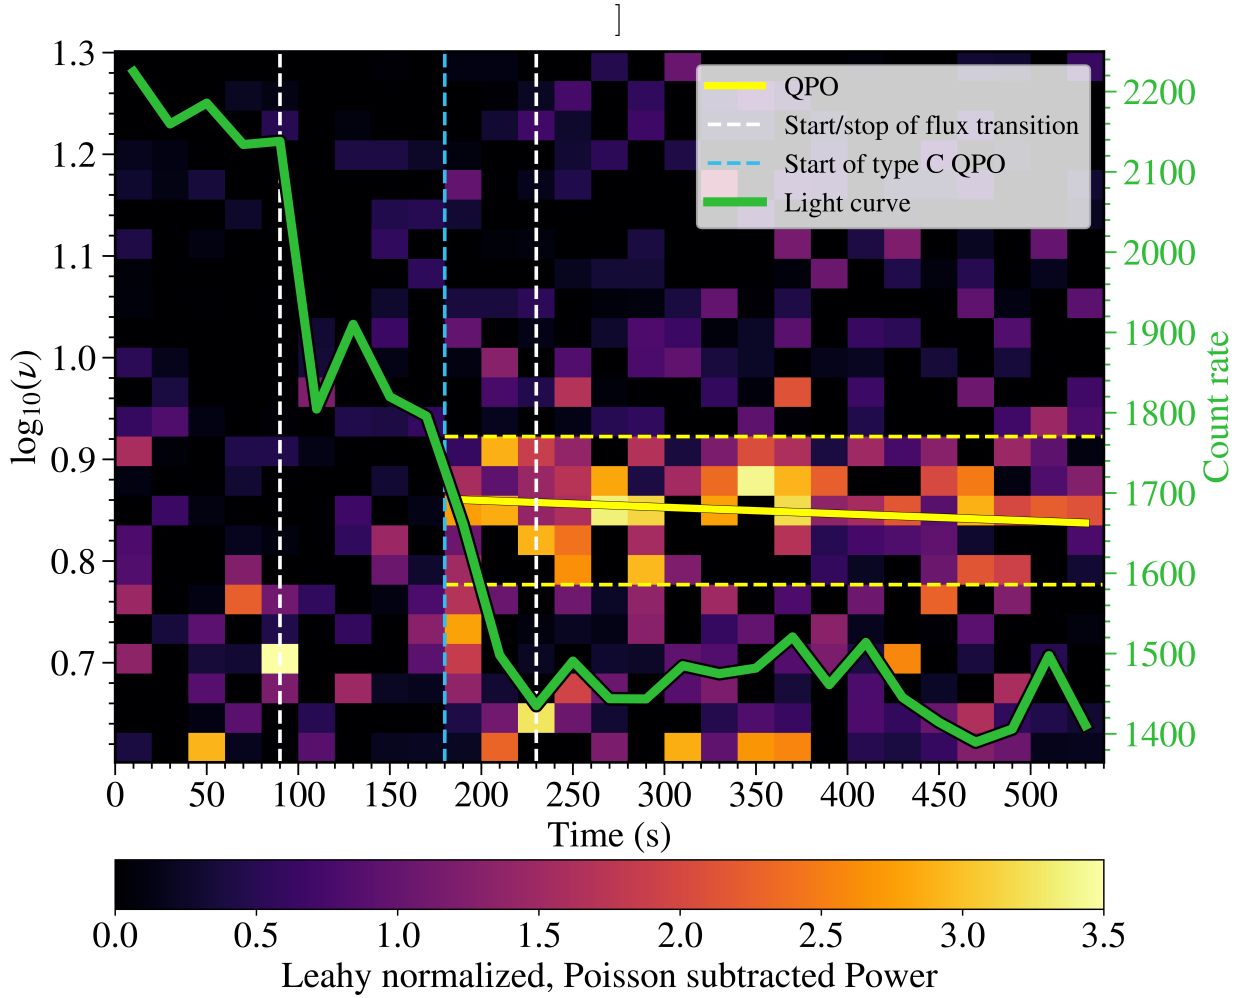 ]
1.3
1.2
1.1
1.0
0.9
0.8
0.7
log10(ν)
QPO
Start/stop of flux transition
Start of type C QPO
Light curve
2200
2100
2000
1900
1800
1700
1600
1500
1400
Count rate
0 50 100 150 200 250 300 350 400 450 500
Time (s)
0.0 0.5 1.0 1.5 2.0 2.5 3.0 3.5
Leahy normalized, Poisson subtracted Power